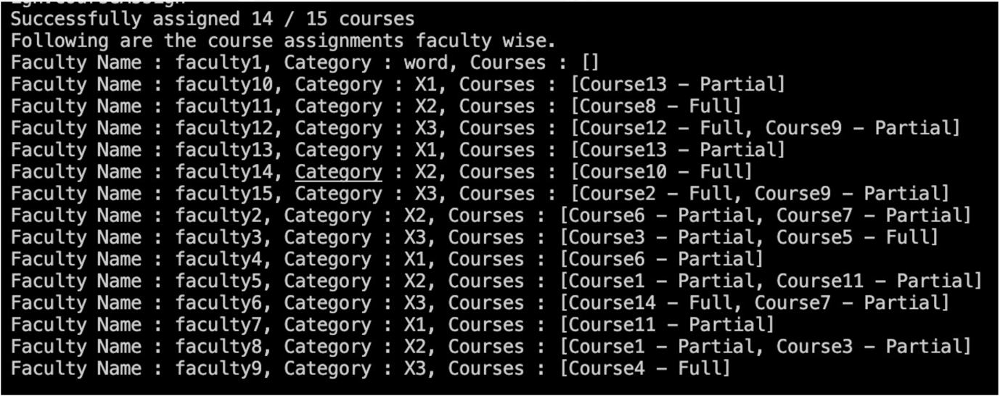 Successfully assigned 14 / 15 courses
Following are the course assignments faculty wise.
Faculty Name : faculty1, Category : word, Courses : []
Faculty Name : faculty10, Category : X1, Courses : [Course13 – Partial]
Faculty Name : faculty11, Category : X2, Courses : [Course8 – Full]
Faculty Name : faculty12, Category : X3, Courses : [Course12 – Full, Course9 – Partial]
Faculty Name : faculty13, Category : X1, Courses : [Course13 – Partial]
Faculty Name : faculty14, Category : X2, Courses : [Course10 – Full]
Faculty Name : faculty15, Category : X3, Courses : [Course2 – Full, Course9 – Partial]
Faculty Name : faculty2, Category : X2, Courses : [Course6 – Partial, Course7 – Partial]
Faculty Name : faculty3, Category : X3, Courses : [Course3 – Partial, Course5 – Full]
Faculty Name : faculty4, Category : X1, Courses : [Course6 – Partial]
Faculty Name : faculty5, Category : X2, Courses : [Course1 – Partial, Course11 – Partial]
Faculty Name : faculty6, Category : X3, Courses : [Course14 – Full, Course7 – Partial]
Faculty Name : faculty7, Category : X1, Courses : [Course11 – Partial]
Faculty Name : faculty8, Category : X2, Courses : [Course1 – Partial, Course3 – Partial]
Faculty Name : faculty9, Category : X3, Courses : [Course4 – Full]